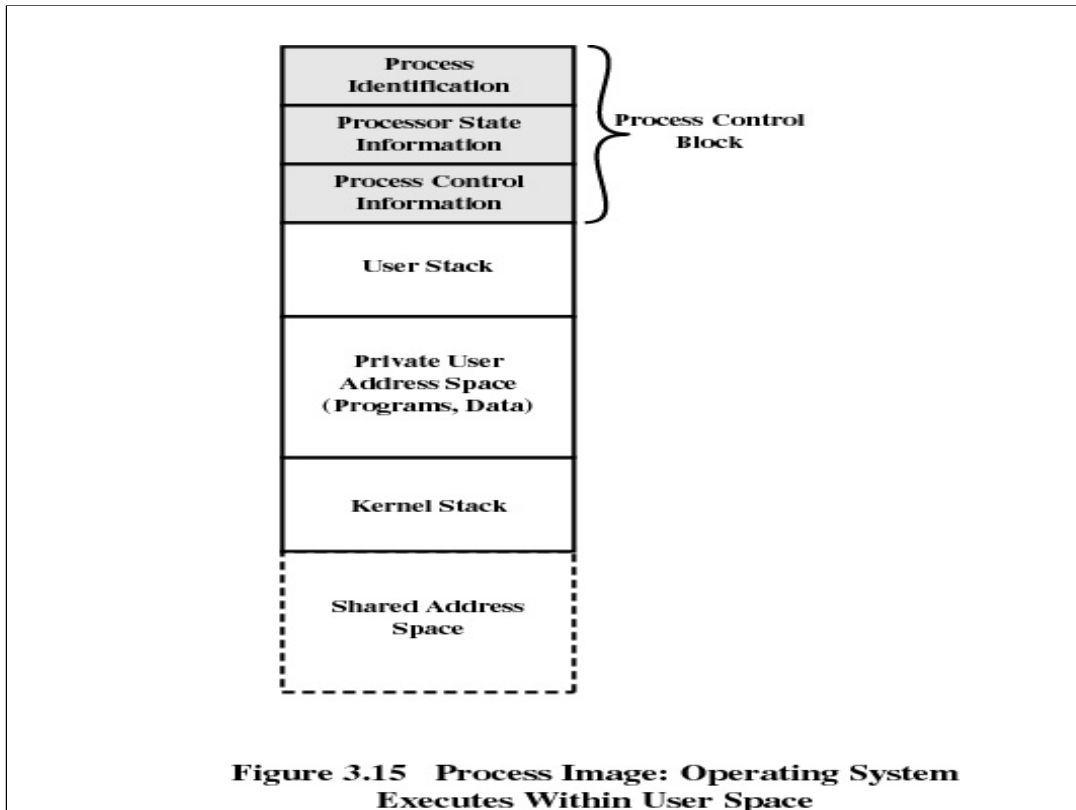 Process
Identification
Processor State
Information
Process Control
Information
Process Control
Block
User Stack
Private User
Address Space
(Programs, Data)
Kernel Stack
Shared Address
Space
Figure 3.15 Process Image: Operating System
Executes Within User Space